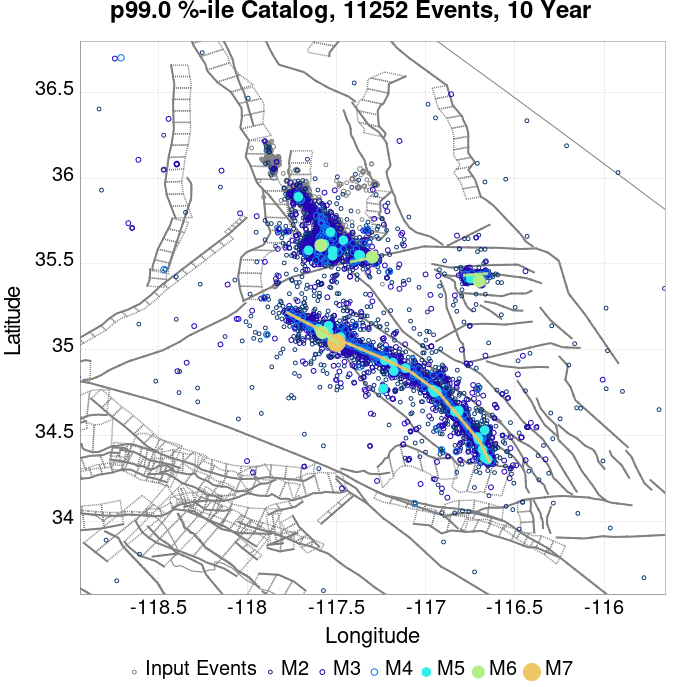 p99.0 %-ile Catalog, 11252 Events, 10 Year
36.5
36
35.5
35
34.5
34
Latitude
-118.5 -118 -117.5 -117 -116.5 -116
Longitude
Input Events M2 M3 M4 M5 M6 M7